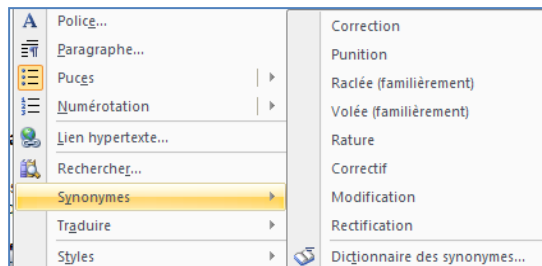 Police...
Paragraphe...
Puces
Numérotation
Lien hypertexte...
Rechercher...
Synonymes
Traduire
Styles
Correction
Punition
Raclée (familièrement)
Volée (familièrement)
Rature
Correctif
Modification
Rectification
Dictionnaire des synonymes...